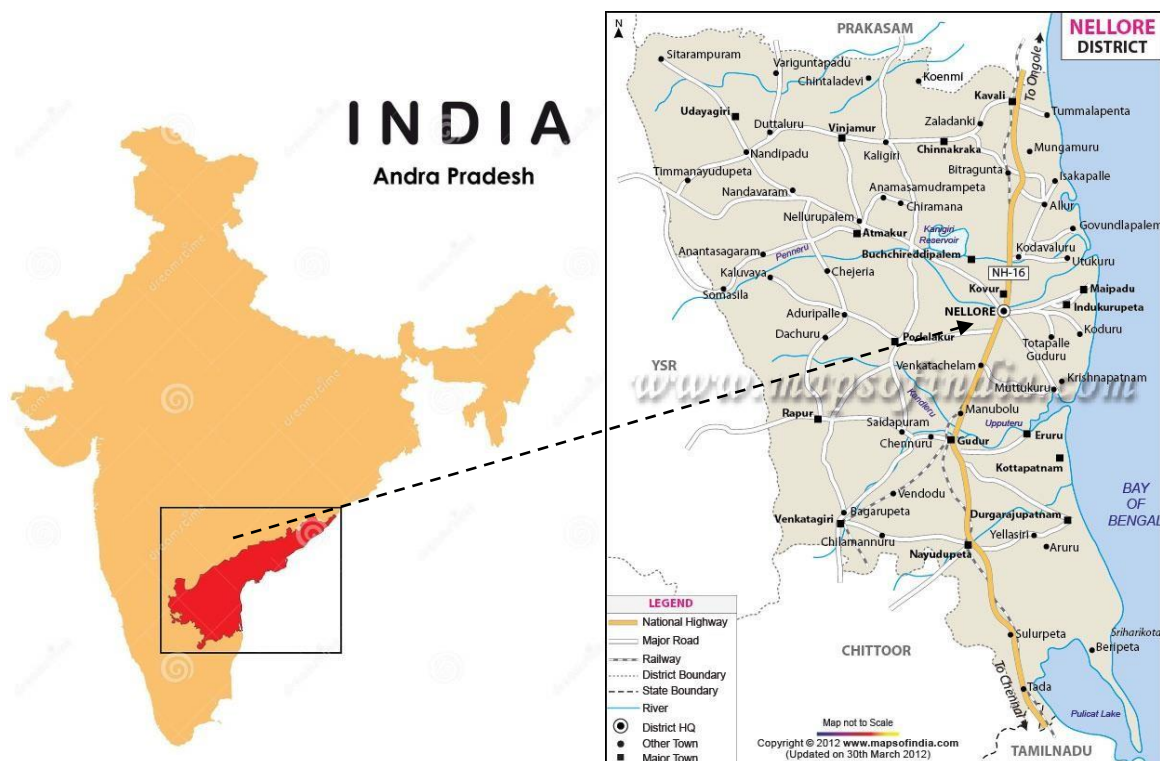 INDIA
Andra Pradesh
NELLORE
DISTRICT
N
PRAKASAM
To Ongole
Sitarampuram
Variguntapadu
Chintaladevi
Koenmi
Kavali
Tummalapenta
Udayagiri
Duttaluru
Vinjamur
Zaladanki
Kaligiri
Chinnakraka
Mungamuru
Nandipadu
Bitragunta
Isakapalle
Timmanayudupeta
Nandavaram
Anamasamudrampeta
Chiramana
Allur
Nellurupalem
Govundlapalem
Atmakur
Kanigiri
Reservoir
Kodavaluru
Anantasagaram
Penneru
Buchchireddipalem
Utukuru
Kaluvaya
Chejeria
NH-16
Somasila
Kovur
Maipadu
Indukurupeta
NELLORE
Aduripalle
Koduru
Dachuru
Podalakur
Totapalle
Guduru
YSR
Venkatachelam
www.mapsofindia.com
Krishnapatnam
Muttukuru
Kandleru
Rapur
Manubolu
Saidapuram
Upputeru
Chennuru
Gudur
Eruru
Kottapatnam
Vendodu
BAY
OF
BENGAL
Bagarupeta
Venkatagiri
Durgarajupatnam
Chilamannuru
Yellasiri
Nayudupeta
Aruru
LEGEND
National Highway
Major Road
Railway
District Boundary
State Boundary
River
District HQ
Other Town
Major Town
CHITTOOR
Sulurpeta
Sriharikota
Beripeta
To Chennai
Tada
Pulicat Lake
Map not to Scale
Copyright © 2012 www.mapsofindia.com
(Updated on 30th March 2012)
TAMILNADU